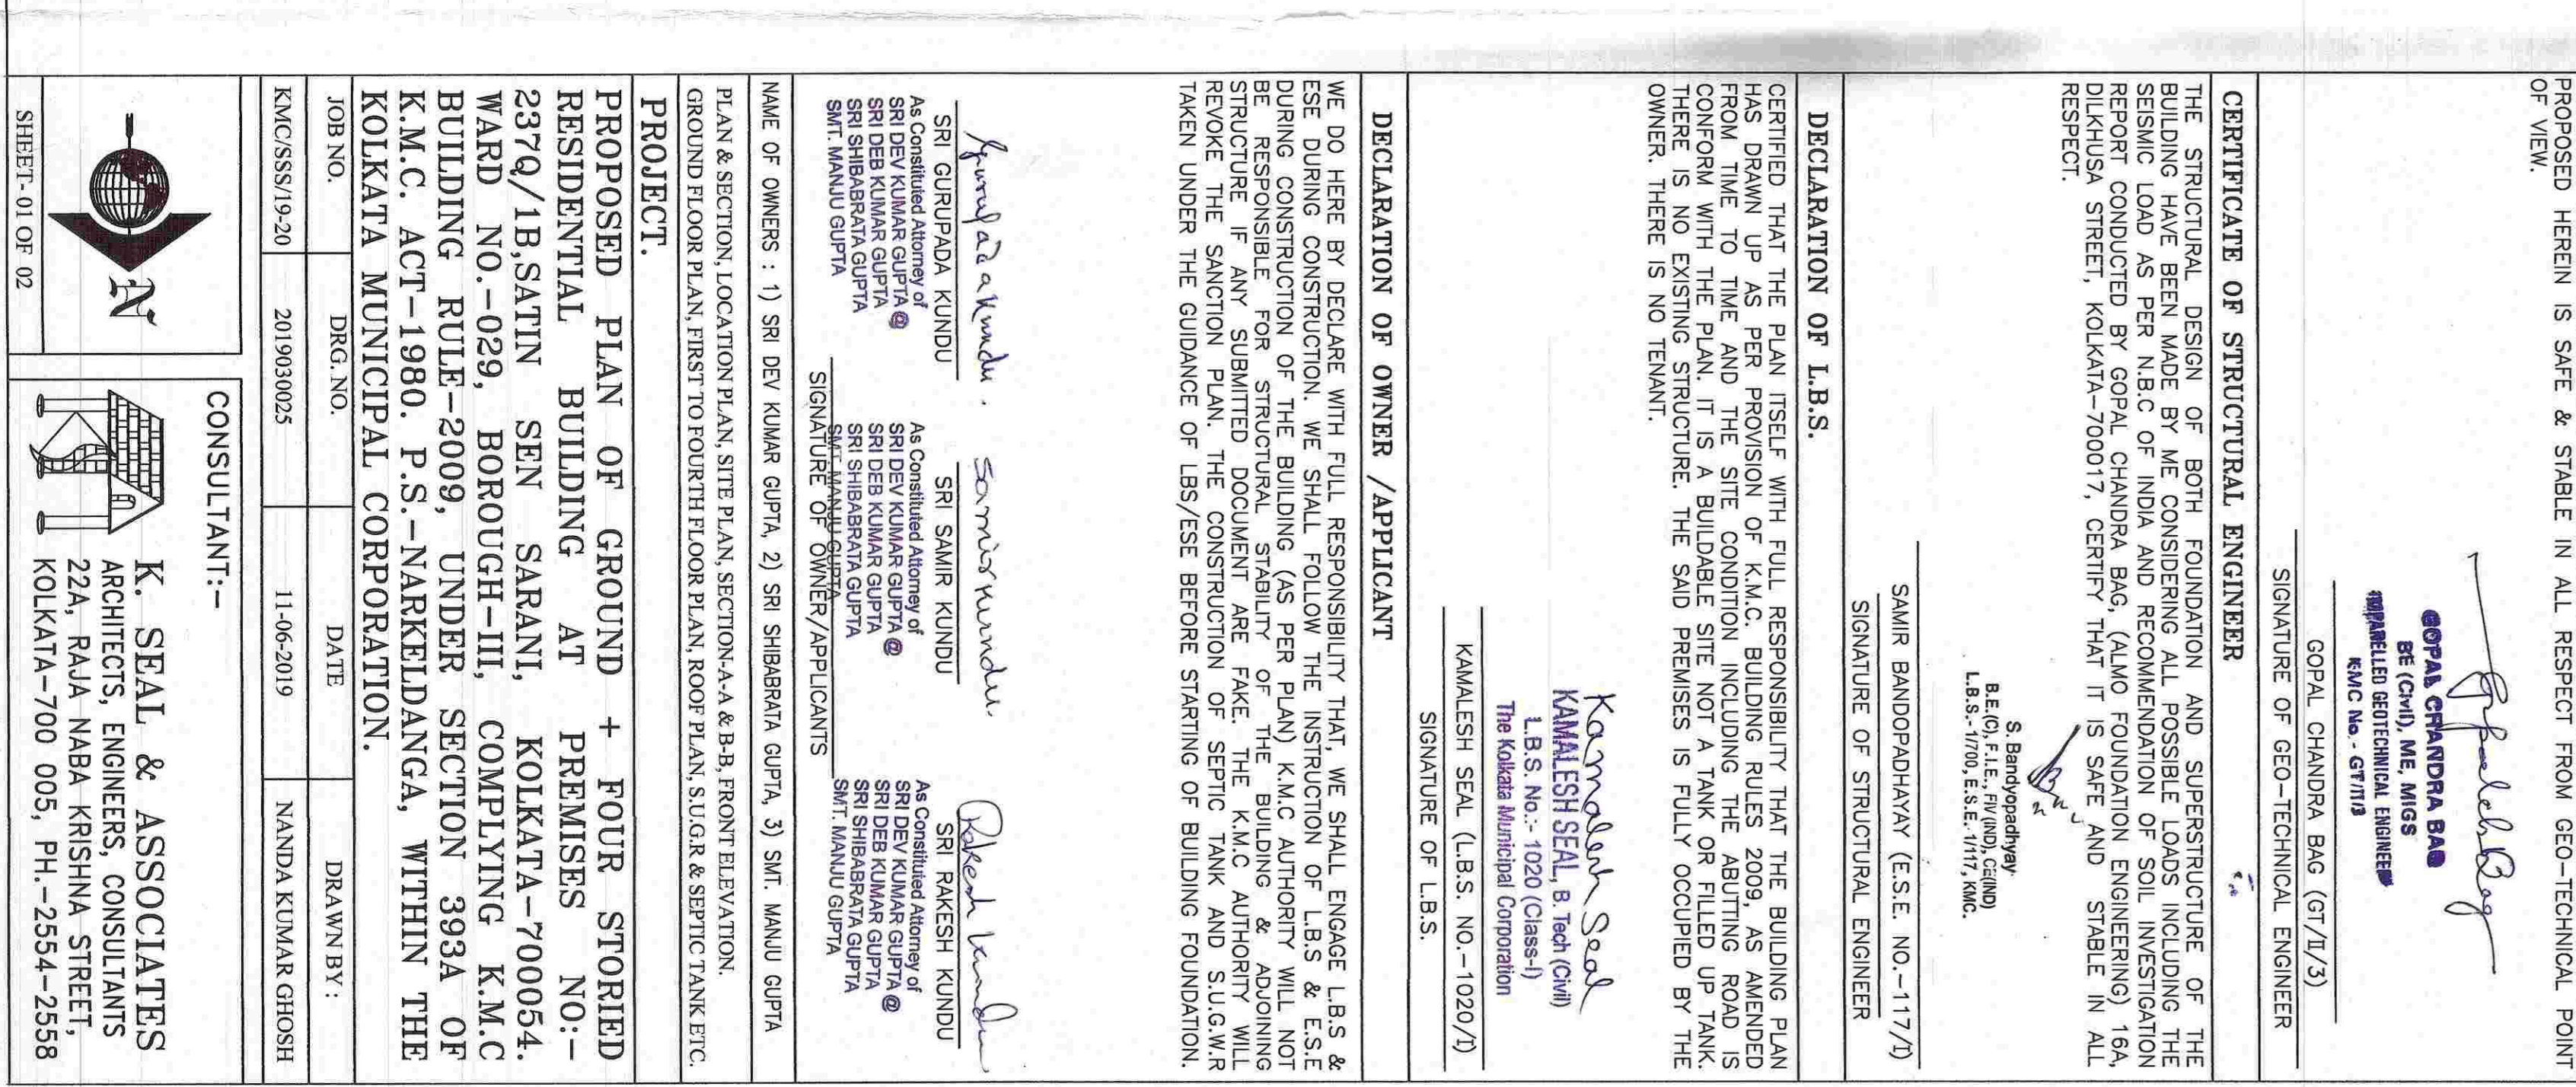 PROPOSED HEREIN IS SAFE & STABLE IN ALL RESPECT FROM GEO-TECHNICAL POINT
OF VIEW.
Gopal Ch. Bag
GOPAL CHANDRA BAG
BE (Civil), ME, MIGS
EMPANELLED GEOTECHNICAL ENGINEER
KMC No. - GT/II/3
GOPAL CHANDRA BAG (GT/II/3)
SIGNATURE OF GEO-TECHNICAL ENGINEER
CERTIFICATE OF STRUCTURAL ENGINEER
THE STRUCTURAL DESIGN OF BOTH FOUNDATION AND SUPERSTRUCTURE OF THE
BUILDING HAVE BEEN MADE BY ME CONSIDERING ALL POSSIBLE LOADS INCLUDING THE
SEISMIC LOAD AS PER N.B.C OF INDIA AND RECOMMENDATION OF SOIL INVESTIGATION
REPORT CONDUCTED BY GOPAL CHANDRA BAG, (ALMO FOUNDATION ENGINEERING) 16A,
DILKHUSA STREET, KOLKATA-700017, CERTIFY THAT IT IS SAFE AND STABLE IN ALL
RESPECT.
S. Bandyopadhyay
B.E.(C), F.I.E., FIV(IND), CE(IND)
L.B.S.-1/700, E.S.E.-1/117, KMC.
SAMIR BANDOPADHAYAY (E.S.E. NO.-117/I)
SIGNATURE OF STRUCTURAL ENGINEER
DECLARATION OF L.B.S.
CERTIFIED THAT THE PLAN ITSELF WITH FULL RESPONSIBILITY THAT THE BUILDING PLAN
HAS DRAWN UP AS PER PROVISION OF K.M.C. BUILDING RULES 2009, AS AMENDED
FROM TIME TO TIME AND THE SITE CONDITION INCLUDING THE ABUTTING ROAD IS
CONFORM WITH THE PLAN. IT IS A BUILDABLE SITE NOT A TANK OR FILLED UP TANK.
THERE IS NO EXISTING STRUCTURE. THE SAID PREMISES IS FULLY OCCUPIED BY THE
OWNER. THERE IS NO TENANT.
Kamalesh Seal
KAMALESH SEAL, B. Tech (Civil)
L.B.S. No.:- 1020 (Class-I)
The Kolkata Municipal Corporation
KAMALESH SEAL (L.B.S. NO.-1020/I)
SIGNATURE OF L.B.S.
DECLARATION OF OWNER /APPLICANT
WE DO HERE BY DECLARE WITH FULL RESPONSIBILITY THAT, WE SHALL ENGAGE L.B.S &
ESE DURING CONSTRUCTION. WE SHALL FOLLOW THE INSTRUCTION OF L.B.S & E.S.E
DURING CONSTRUCTION OF THE BUILDING (AS PER PLAN) K.M.C AUTHORITY WILL NOT
BE RESPONSIBLE FOR STRUCTURAL STABILITY OF THE BUILDING & ADJOINING
STRUCTURE IF ANY SUBMITTED DOCUMENT ARE FAKE. THE K.M.C AUTHORITY WILL
REVOKE THE SANCTION PLAN. THE CONSTRUCTION OF SEPTIC TANK AND S.U.G.W.R
TAKEN UNDER THE GUIDANCE OF LBS/ESE BEFORE STARTING OF BUILDING FOUNDATION.
Gurupada Kundu.
SRI GURUPADA KUNDU
As Constituted Attorney of
SRI DEV KUMAR GUPTA @
SRI DEB KUMAR GUPTA
SRI SHIBABRATA GUPTA
SMT. MANJU GUPTA
Samir Kundu.
SRI SAMIR KUNDU
As Constituted Attorney of
SRI DEV KUMAR GUPTA @
SRI DEB KUMAR GUPTA
SRI SHIBABRATA GUPTA
SMT. MANJU GUPTA
Rakesh Kundu
SRI RAKESH KUNDU
As Constituted Attorney of
SRI DEV KUMAR GUPTA @
SRI DEB KUMAR GUPTA
SRI SHIBABRATA GUPTA
SMT. MANJU GUPTA
SIGNATURE OF OWNER/APPLICANTS
NAME OF OWNERS : 1) SRI DEV KUMAR GUPTA, 2) SRI SHIBABRATA GUPTA, 3) SMT. MANJU GUPTA
PLAN & SECTION, LOCATION PLAN, SITE PLAN, SECTION-A-A & B-B, FRONT ELEVATION.
GROUND FLOOR PLAN, FIRST TO FOURTH FLOOR PLAN, ROOF PLAN, S.U.G.R & SEPTIC TANK ETC.
PROJECT.
PROPOSED PLAN OF GROUND + FOUR STORIED
RESIDENTIAL BUILDING AT PREMISES NO:-
237Q/1B,SATIN SEN SARANI, KOLKATA-700054.
WARD NO.-029, BOROUGH-III, COMPLYING K.M.C
BUILDING RULE-2009, UNDER SECTION 393A OF
K.M.C. ACT-1980. P.S.-NARKELDANGA, WITHIN THE
KOLKATA MUNICIPAL CORPORATION.
JOB NO. DRG. NO. DATE DRAWN BY :
KMC/SSS/19-20 2019030025 11-06-2019 NANDA KUMAR GHOSH
N
SHEET- 01 OF 02
CONSULTANT:-
K. SEAL & ASSOCIATES
ARCHITECTS, ENGINEERS, CONSULTANTS
22A, RAJA NABA KRISHNA STREET,
KOLKATA-700 005, PH.-2554-2558